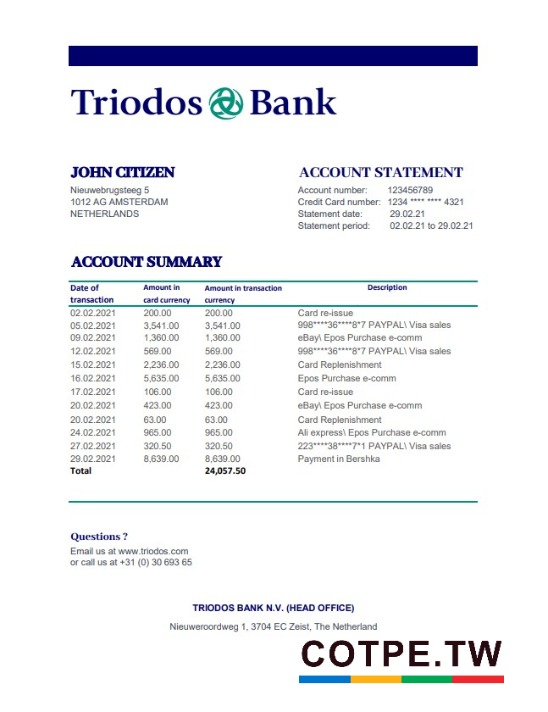 Triodos Bank
JOHN CITIZEN
Nieuwebrugsteeg 5
1012 AG AMSTERDAM
NETHERLANDS
ACCOUNT STATEMENT
Account number: 123456789
Credit Card number: 1234 **** **** 4321
Statement date: 29.02.21
Statement period: 02.02.21 to 29.02.21
ACCOUNT SUMMARY
Date of transaction Amount in card currency Amount in transaction currency Description
02.02.2021 200.00 200.00 Card re-issue
05.02.2021 3,541.00 3,541.00 998****36****8*7 PAYPAL\ Visa sales
09.02.2021 1,360.00 1,360.00 eBay\ Epos Purchase e-comm
12.02.2021 569.00 569.00 998****36****8*7 PAYPAL\ Visa sales
15.02.2021 2,236.00 2,236.00 Card Replenishment
16.02.2021 5,635.00 5,635.00 Epos Purchase e-comm
17.02.2021 106.00 106.00 Card re-issue
20.02.2021 423.00 423.00 eBay\ Epos Purchase e-comm
20.02.2021 63.00 63.00 Card Replenishment
24.02.2021 965.00 965.00 Ali express\ Epos Purchase e-comm
27.02.2021 320.50 320.50 223****38****7*1 PAYPAL\ Visa sales
29.02.2021 8,639.00 8,639.00 Payment in Bershka
Total 24,057.50
Questions ?
Email us at www.triodos.com
or call us at +31 (0) 30 693 65
TRIODOS BANK N.V. (HEAD OFFICE)
Nieuweroordweg 1, 3704 EC Zeist, The Netherland
COTPE.TW